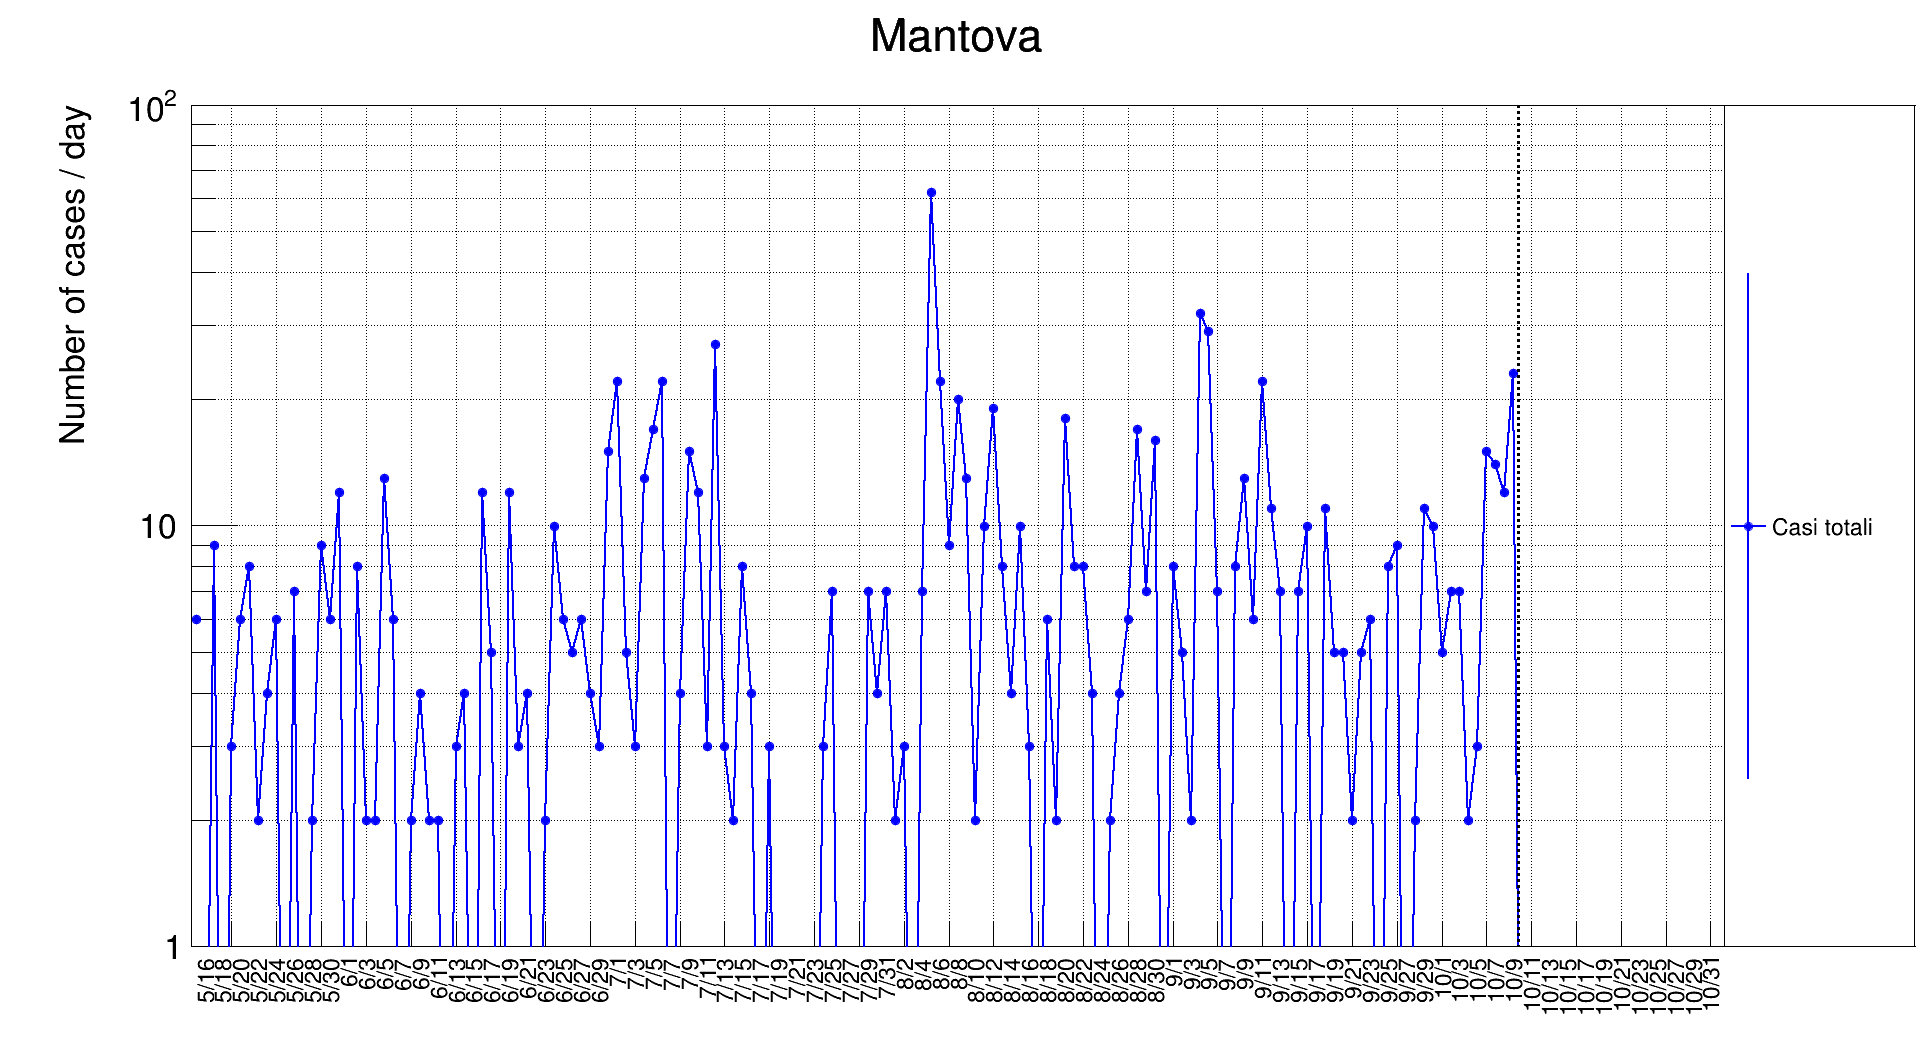 Mantova
Number of cases / day
10²
10
1
Casi totali
5/16 5/18 5/20 5/22 5/24 5/26 5/28 5/30 6/1 6/3 6/5 6/7 6/9 6/11 6/13 6/15 6/17 6/19 6/21 6/23 6/25 6/27 6/29 7/1 7/3 7/5 7/7 7/9 7/11 7/13 7/15 7/17 7/19 7/21 7/23 7/25 7/27 7/29 7/31 8/2 8/4 8/6 8/8 8/10 8/12 8/14 8/16 8/18 8/20 8/22 8/24 8/26 8/28 8/30 9/1 9/3 9/5 9/7 9/9 9/11 9/13 9/15 9/17 9/19 9/21 9/23 9/25 9/27 9/29 10/1 10/3 10/5 10/7 10/9 10/11 10/13 10/15 10/17 10/19 10/21 10/23 10/25 10/27 10/29 10/31